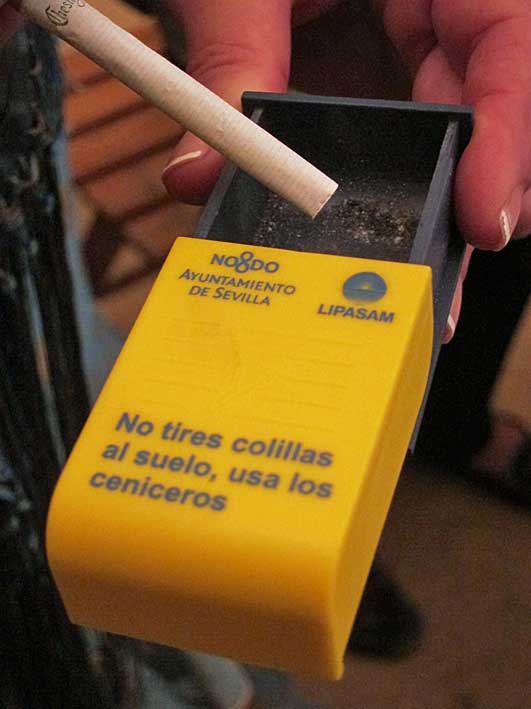 NO8DO
AYUNTAMIENTO
DE SEVILLA
LIPASAM
No tires colillas
al suelo, usa los
ceniceros